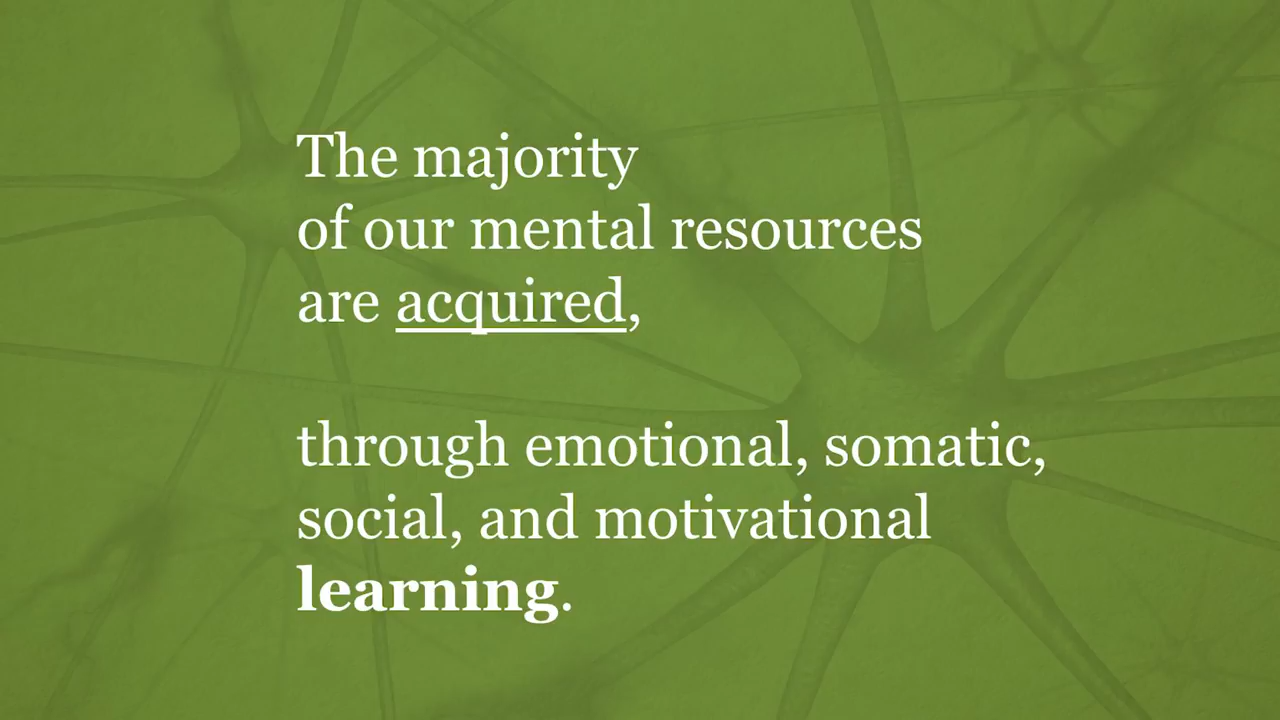 The majority
of our mental resources
are acquired,
through emotional, somatic,
social, and motivational
learning.